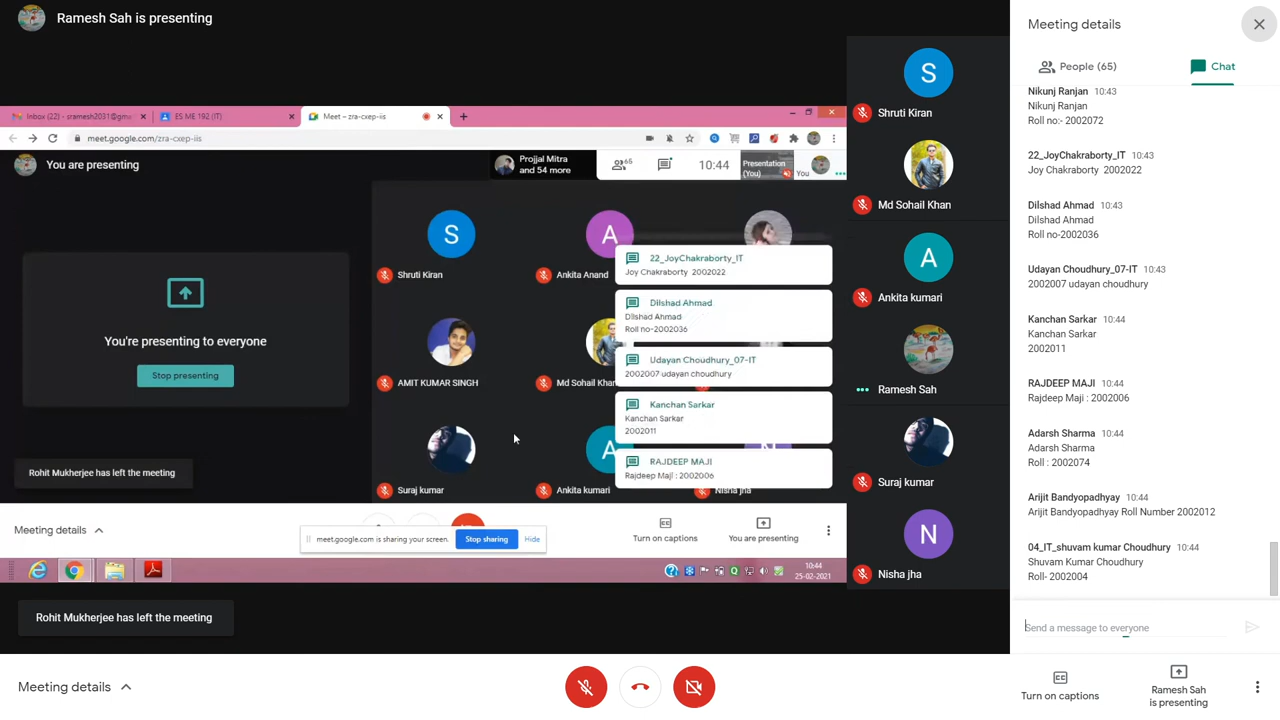 Ramesh Sah is presenting
Inbox (22) - sramesh2031@gma
ES ME 192 (IT)
Meet – zra-cxep-iis
meet.google.com/zra-cxep-iis
You are presenting
Projjal Mitra
and 54 more
65
10:44
Presentation
(You)
You
S
Shruti Kiran
A
Ankita Anand
22_JoyChakraborty_IT
Joy Chakraborty 2002022
Dilshad Ahmad
Dilshad Ahmad
Roll no-2002036
You're presenting to everyone
Stop presenting
AMIT KUMAR SINGH
Md Sohail Khan
Udayan Choudhury_07-IT
2002007 udayan choudhury
Kanchan Sarkar
Kanchan Sarkar
2002011
RAJDEEP MAJI
Rajdeep Maji : 2002006
Rohit Mukherjee has left the meeting
Suraj kumar
A
Ankita kumari
N
Nisha jha
Meeting details
meet.google.com is sharing your screen.
Stop sharing
Hide
Turn on captions
You are presenting
10:44
25-02-2021
Rohit Mukherjee has left the meeting
S
Shruti Kiran
Md Sohail Khan
A
Ankita kumari
Ramesh Sah
Suraj kumar
N
Nisha jha
Meeting details
People (65)
Chat
Nikunj Ranjan 10:43
Nikunj Ranjan
Roll no:- 2002072
22_JoyChakraborty_IT 10:43
Joy Chakraborty 2002022
Dilshad Ahmad 10:43
Dilshad Ahmad
Roll no-2002036
Udayan Choudhury_07-IT 10:43
2002007 udayan choudhury
Kanchan Sarkar 10:44
Kanchan Sarkar
2002011
RAJDEEP MAJI 10:44
Rajdeep Maji : 2002006
Adarsh Sharma 10:44
Adarsh Sharma
Roll : 2002074
Arijit Bandyopadhyay 10:44
Arijit Bandyopadhyay Roll Number 2002012
04_IT_shuvam kumar Choudhury 10:44
Shuvam Kumar Choudhury
Roll- 2002004
Send a message to everyone
Meeting details
Turn on captions
Ramesh Sah
is presenting